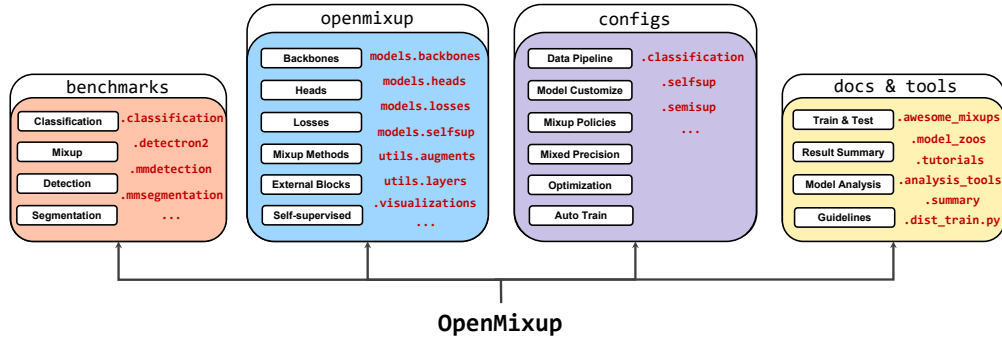 benchmarks
Classification
Mixup
Detection
Segmentation
.classification
.detectron2
.mmdetection
.mmsegmentation
...
openmixup
Backbones
Heads
Losses
Mixup Methods
External Blocks
Self-supervised
models.backbones
models.heads
models.losses
models.selfsup
utils.augments
utils.layers
.visualizations
...
configs
Data Pipeline
Model Customize
Mixup Policies
Mixed Precision
Optimization
Auto Train
.classification
.selfsup
.semisup
...
docs & tools
Train & Test
Result Summary
Model Analysis
Guidelines
.awesome_mixups
.model_zoos
.tutorials
.analysis_tools
.summary
.dist_train.py
OpenMixup